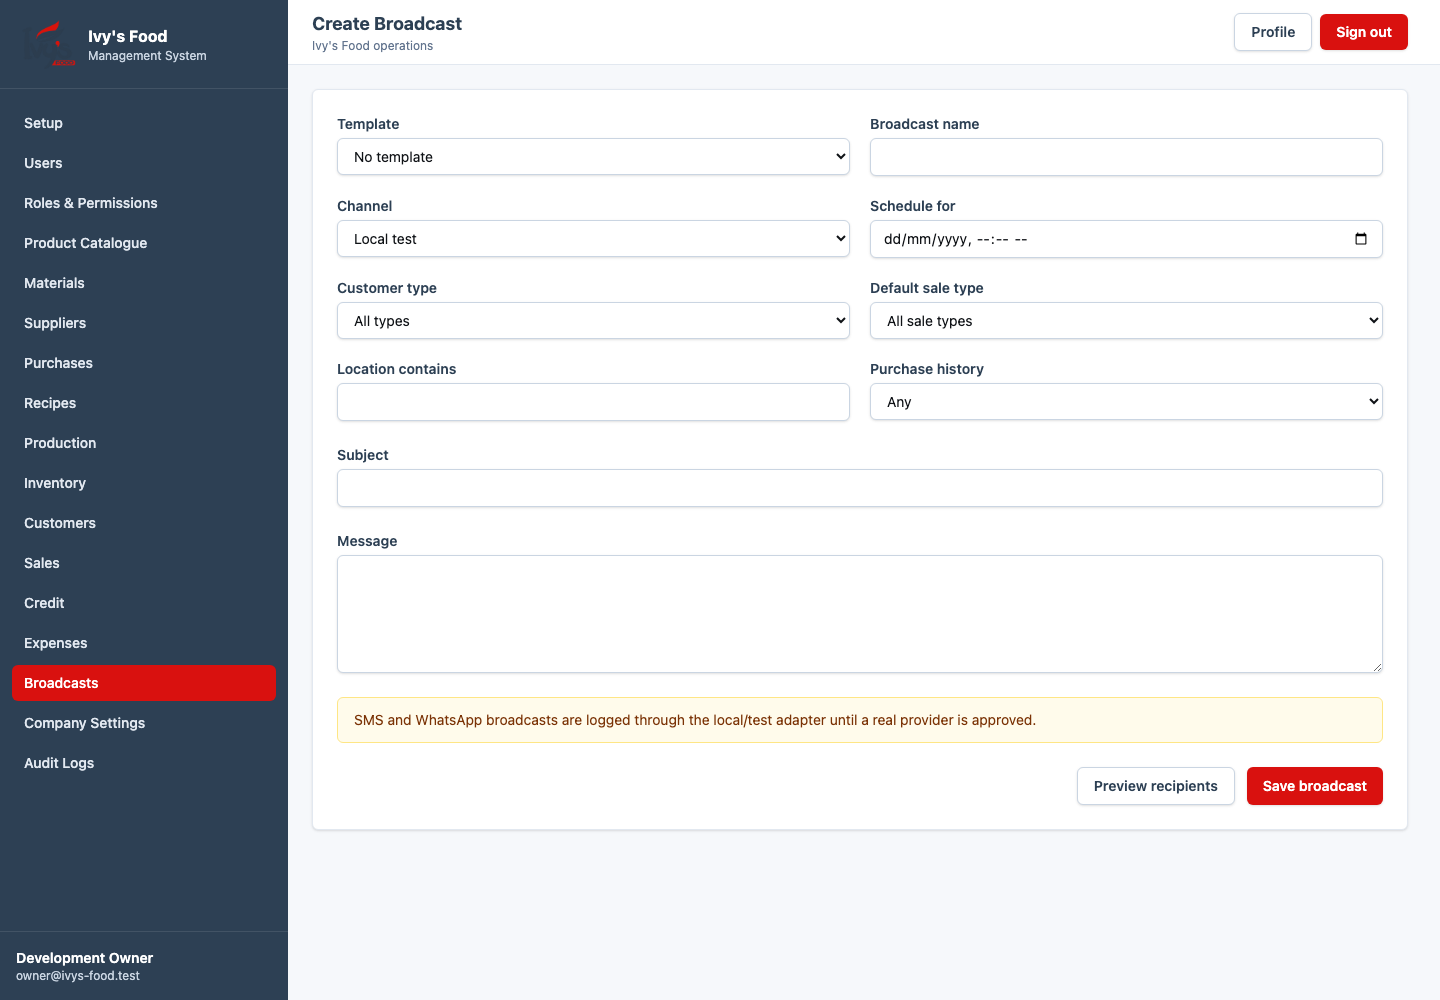 Ivy's Food
Management System
Setup
Users
Roles & Permissions
Product Catalogue
Materials
Suppliers
Purchases
Recipes
Production
Inventory
Customers
Sales
Credit
Expenses
Broadcasts
Company Settings
Audit Logs
Development Owner
owner@ivys-food.test
Create Broadcast
Ivy's Food operations
Profile
Sign out
Template
No template
Broadcast name
Channel
Local test
Schedule for
dd/mm/yyyy, --:-- --
Customer type
All types
Default sale type
All sale types
Location contains
Purchase history
Any
Subject
Message
SMS and WhatsApp broadcasts are logged through the local/test adapter until a real provider is approved.
Preview recipients
Save broadcast